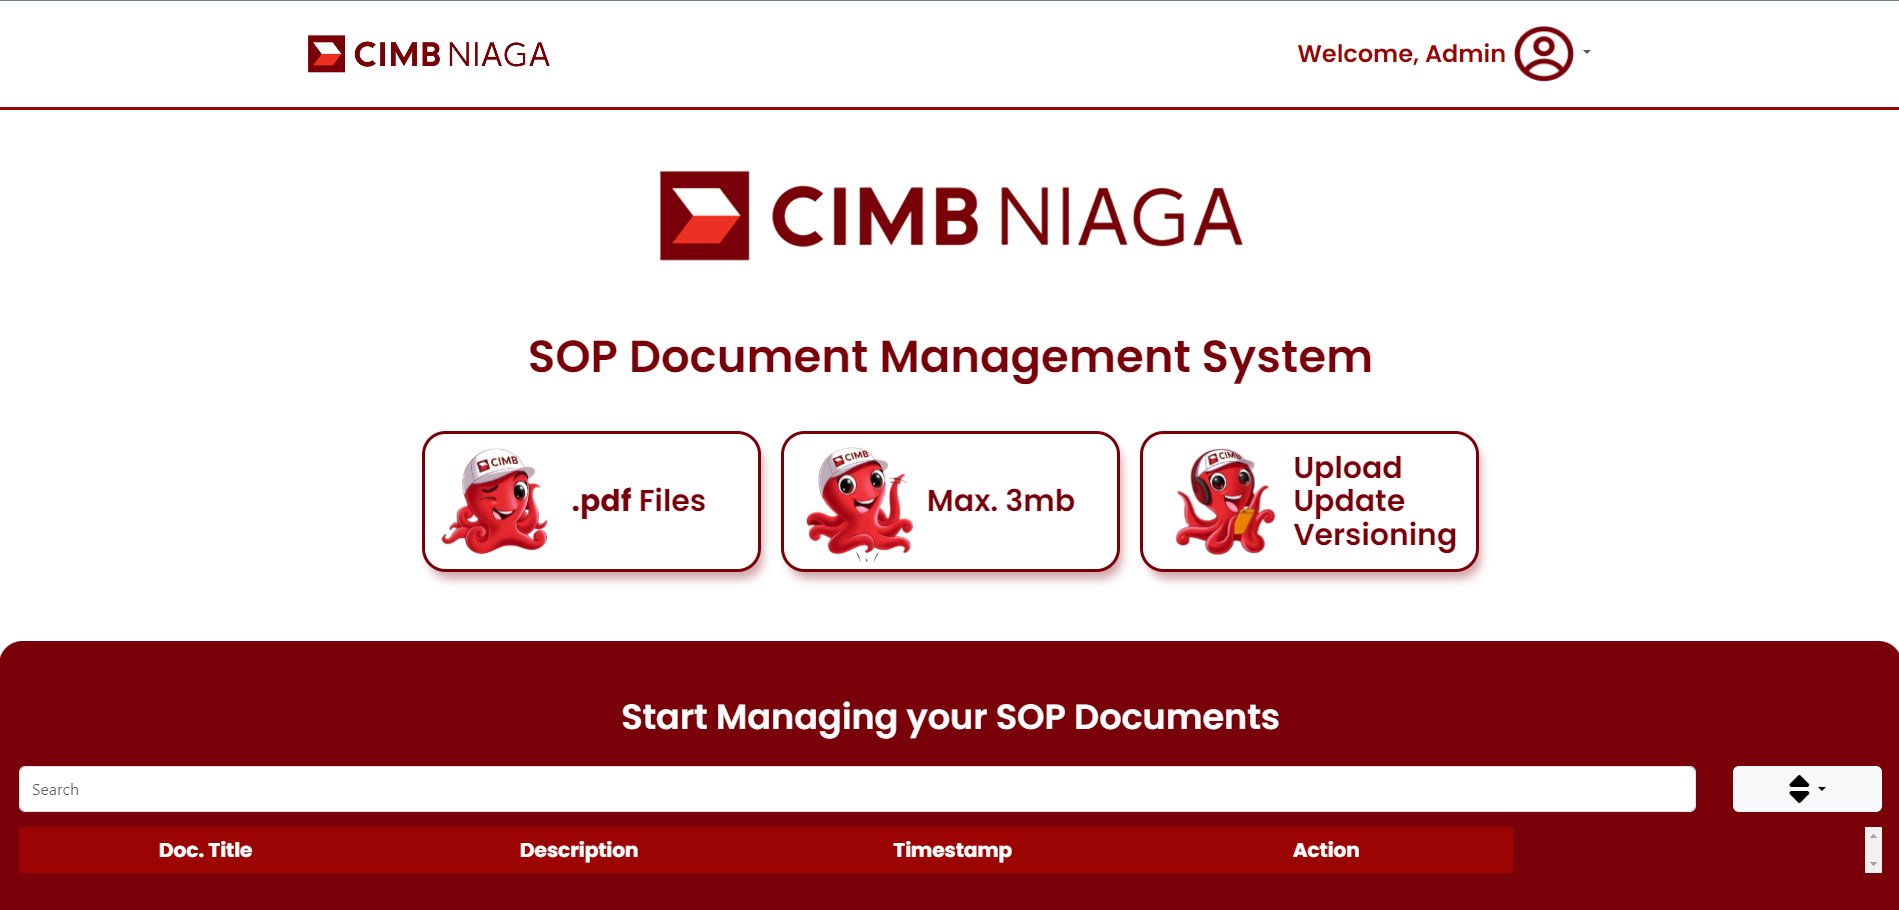 CIMB NIAGA
Welcome, Admin
CIMB NIAGA
SOP Document Management System
CIMB
.pdf Files
CIMB
Max. 3mb
CIMB
Upload
Update
Versioning
Start Managing your SOP Documents
Search
Doc. Title Description Timestamp Action